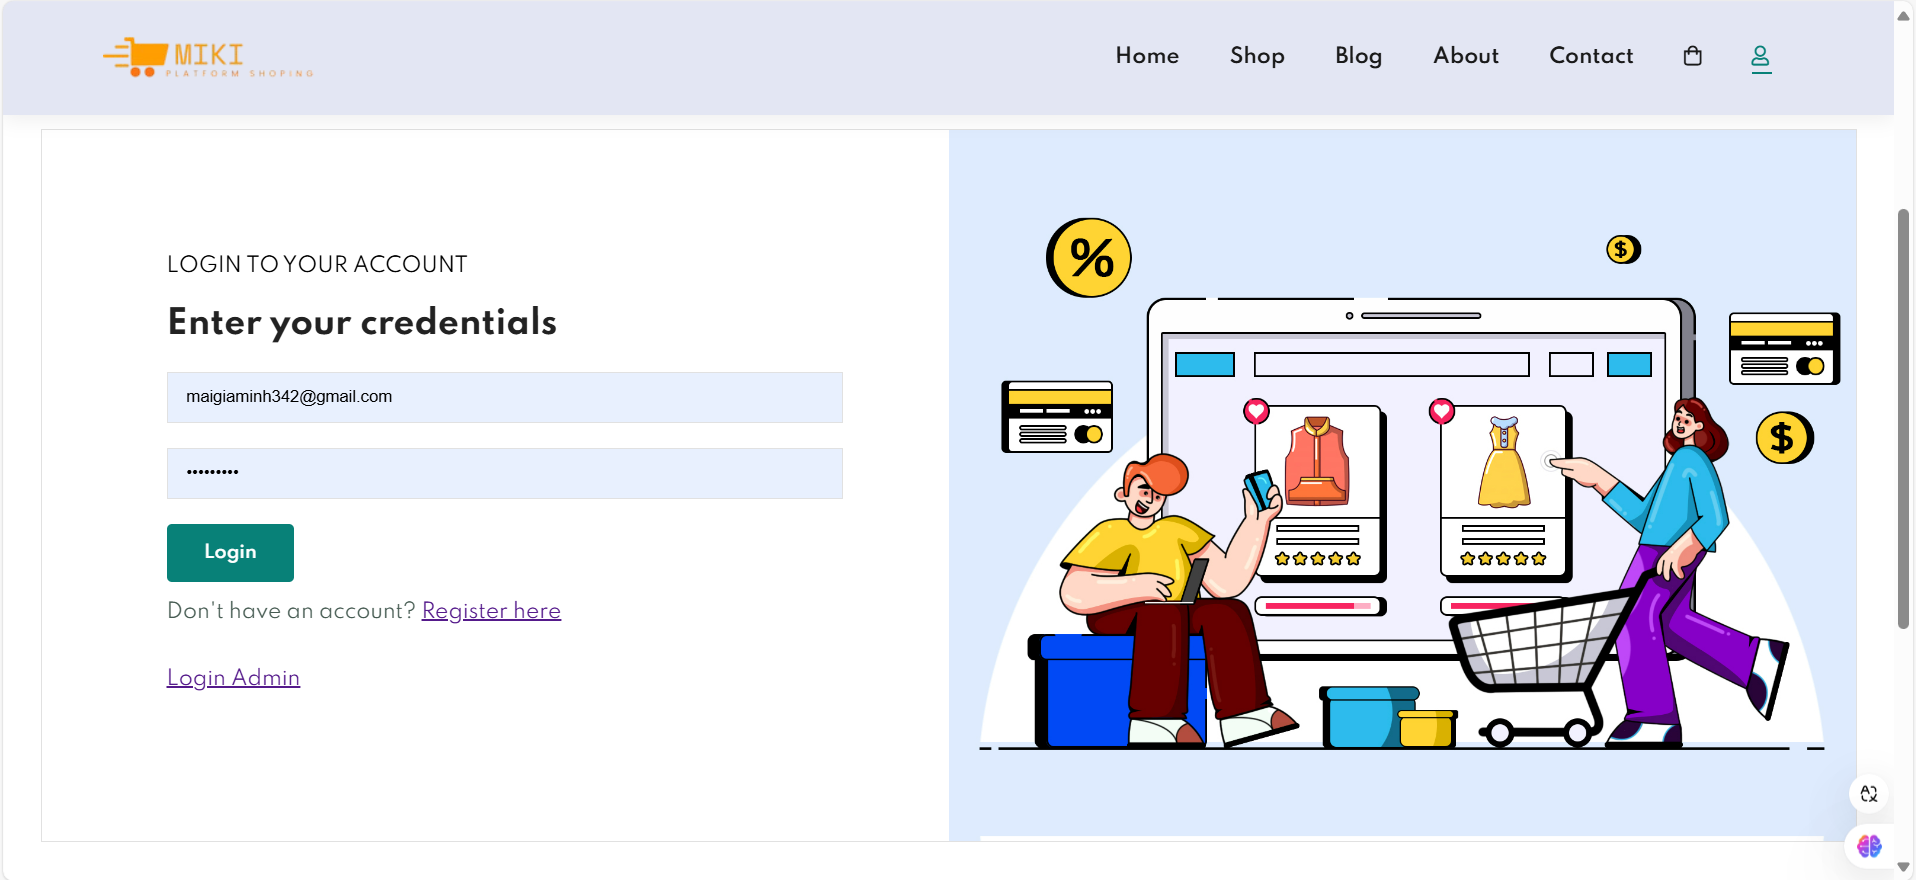 MIKI
PLATFORM SHOPING
Home Shop Blog About Contact
LOGIN TO YOUR ACCOUNT
Enter your credentials
maigiaminh342@gmail.com
•••••••••
Login
Don't have an account? Register here
Login Admin
%
$
$